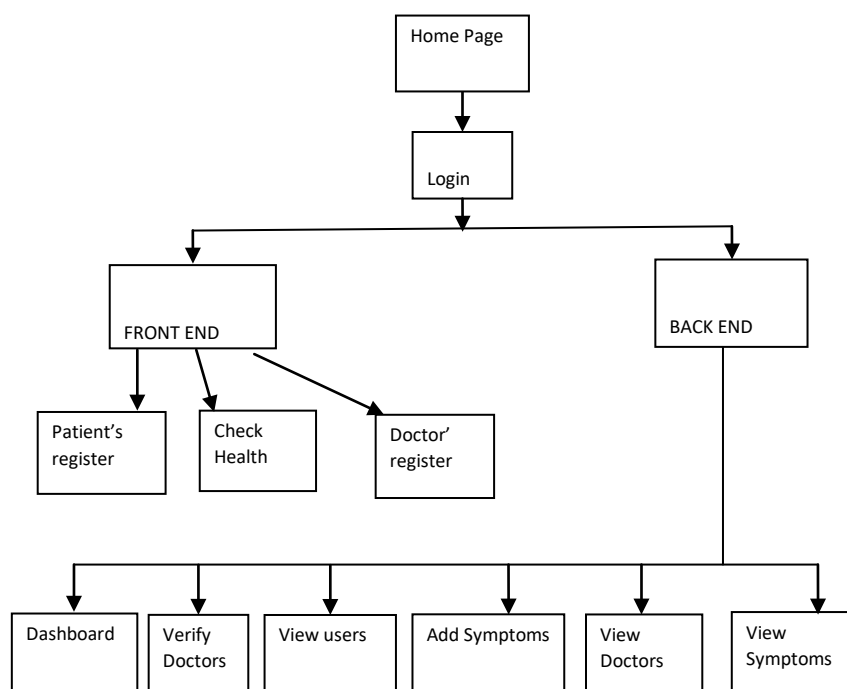 Home Page
Login
FRONT END
BACK END
Patient’s
register
Check
Health
Doctor’
register
Dashboard
Verify
Doctors
View users
Add Symptoms
View
Doctors
View
Symptoms